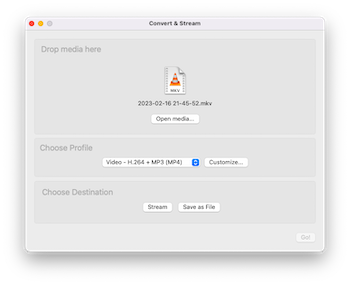 Convert & Stream
Drop media here
MKV
2023-02-16 21-45-52.mkv
Open media...
Choose Profile
Video - H.264 + MP3 (MP4)
Customize...
Choose Destination
Stream
Save as File
Go!